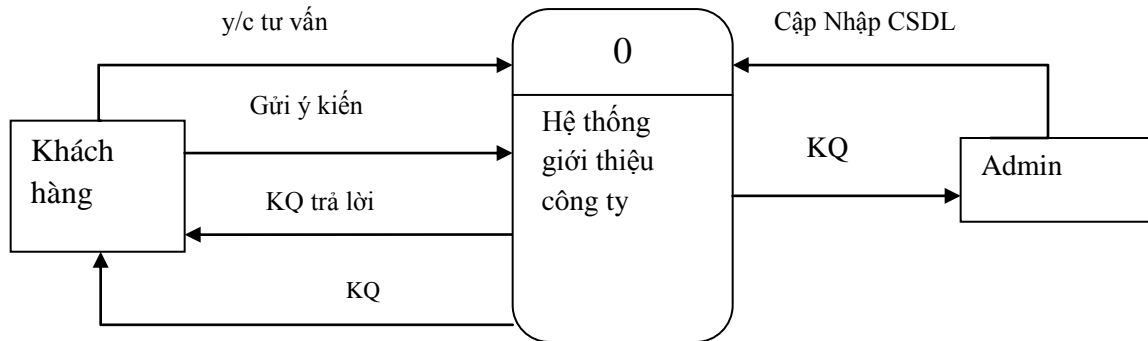 y/c tư vấn
Cập Nhập CSDL
0
Gửi ý kiến
Hệ thống
giới thiệu
công ty
Khách
hàng
KQ
Admin
KQ trả lời
KQ